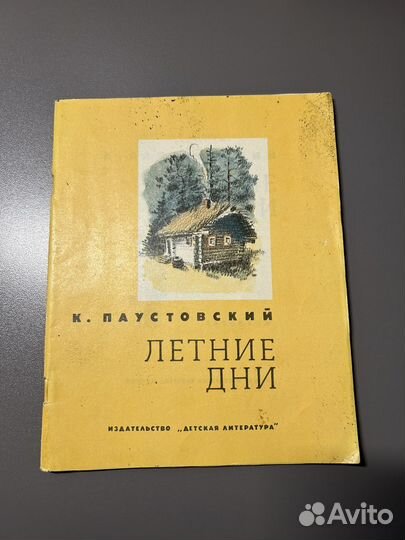 К. ПАУСТОВСКИЙ
ЛЕТНИЕ
ДНИ
ИЗДАТЕЛЬСТВО „ДЕТСКАЯ ЛИТЕРАТУРА"
Avito